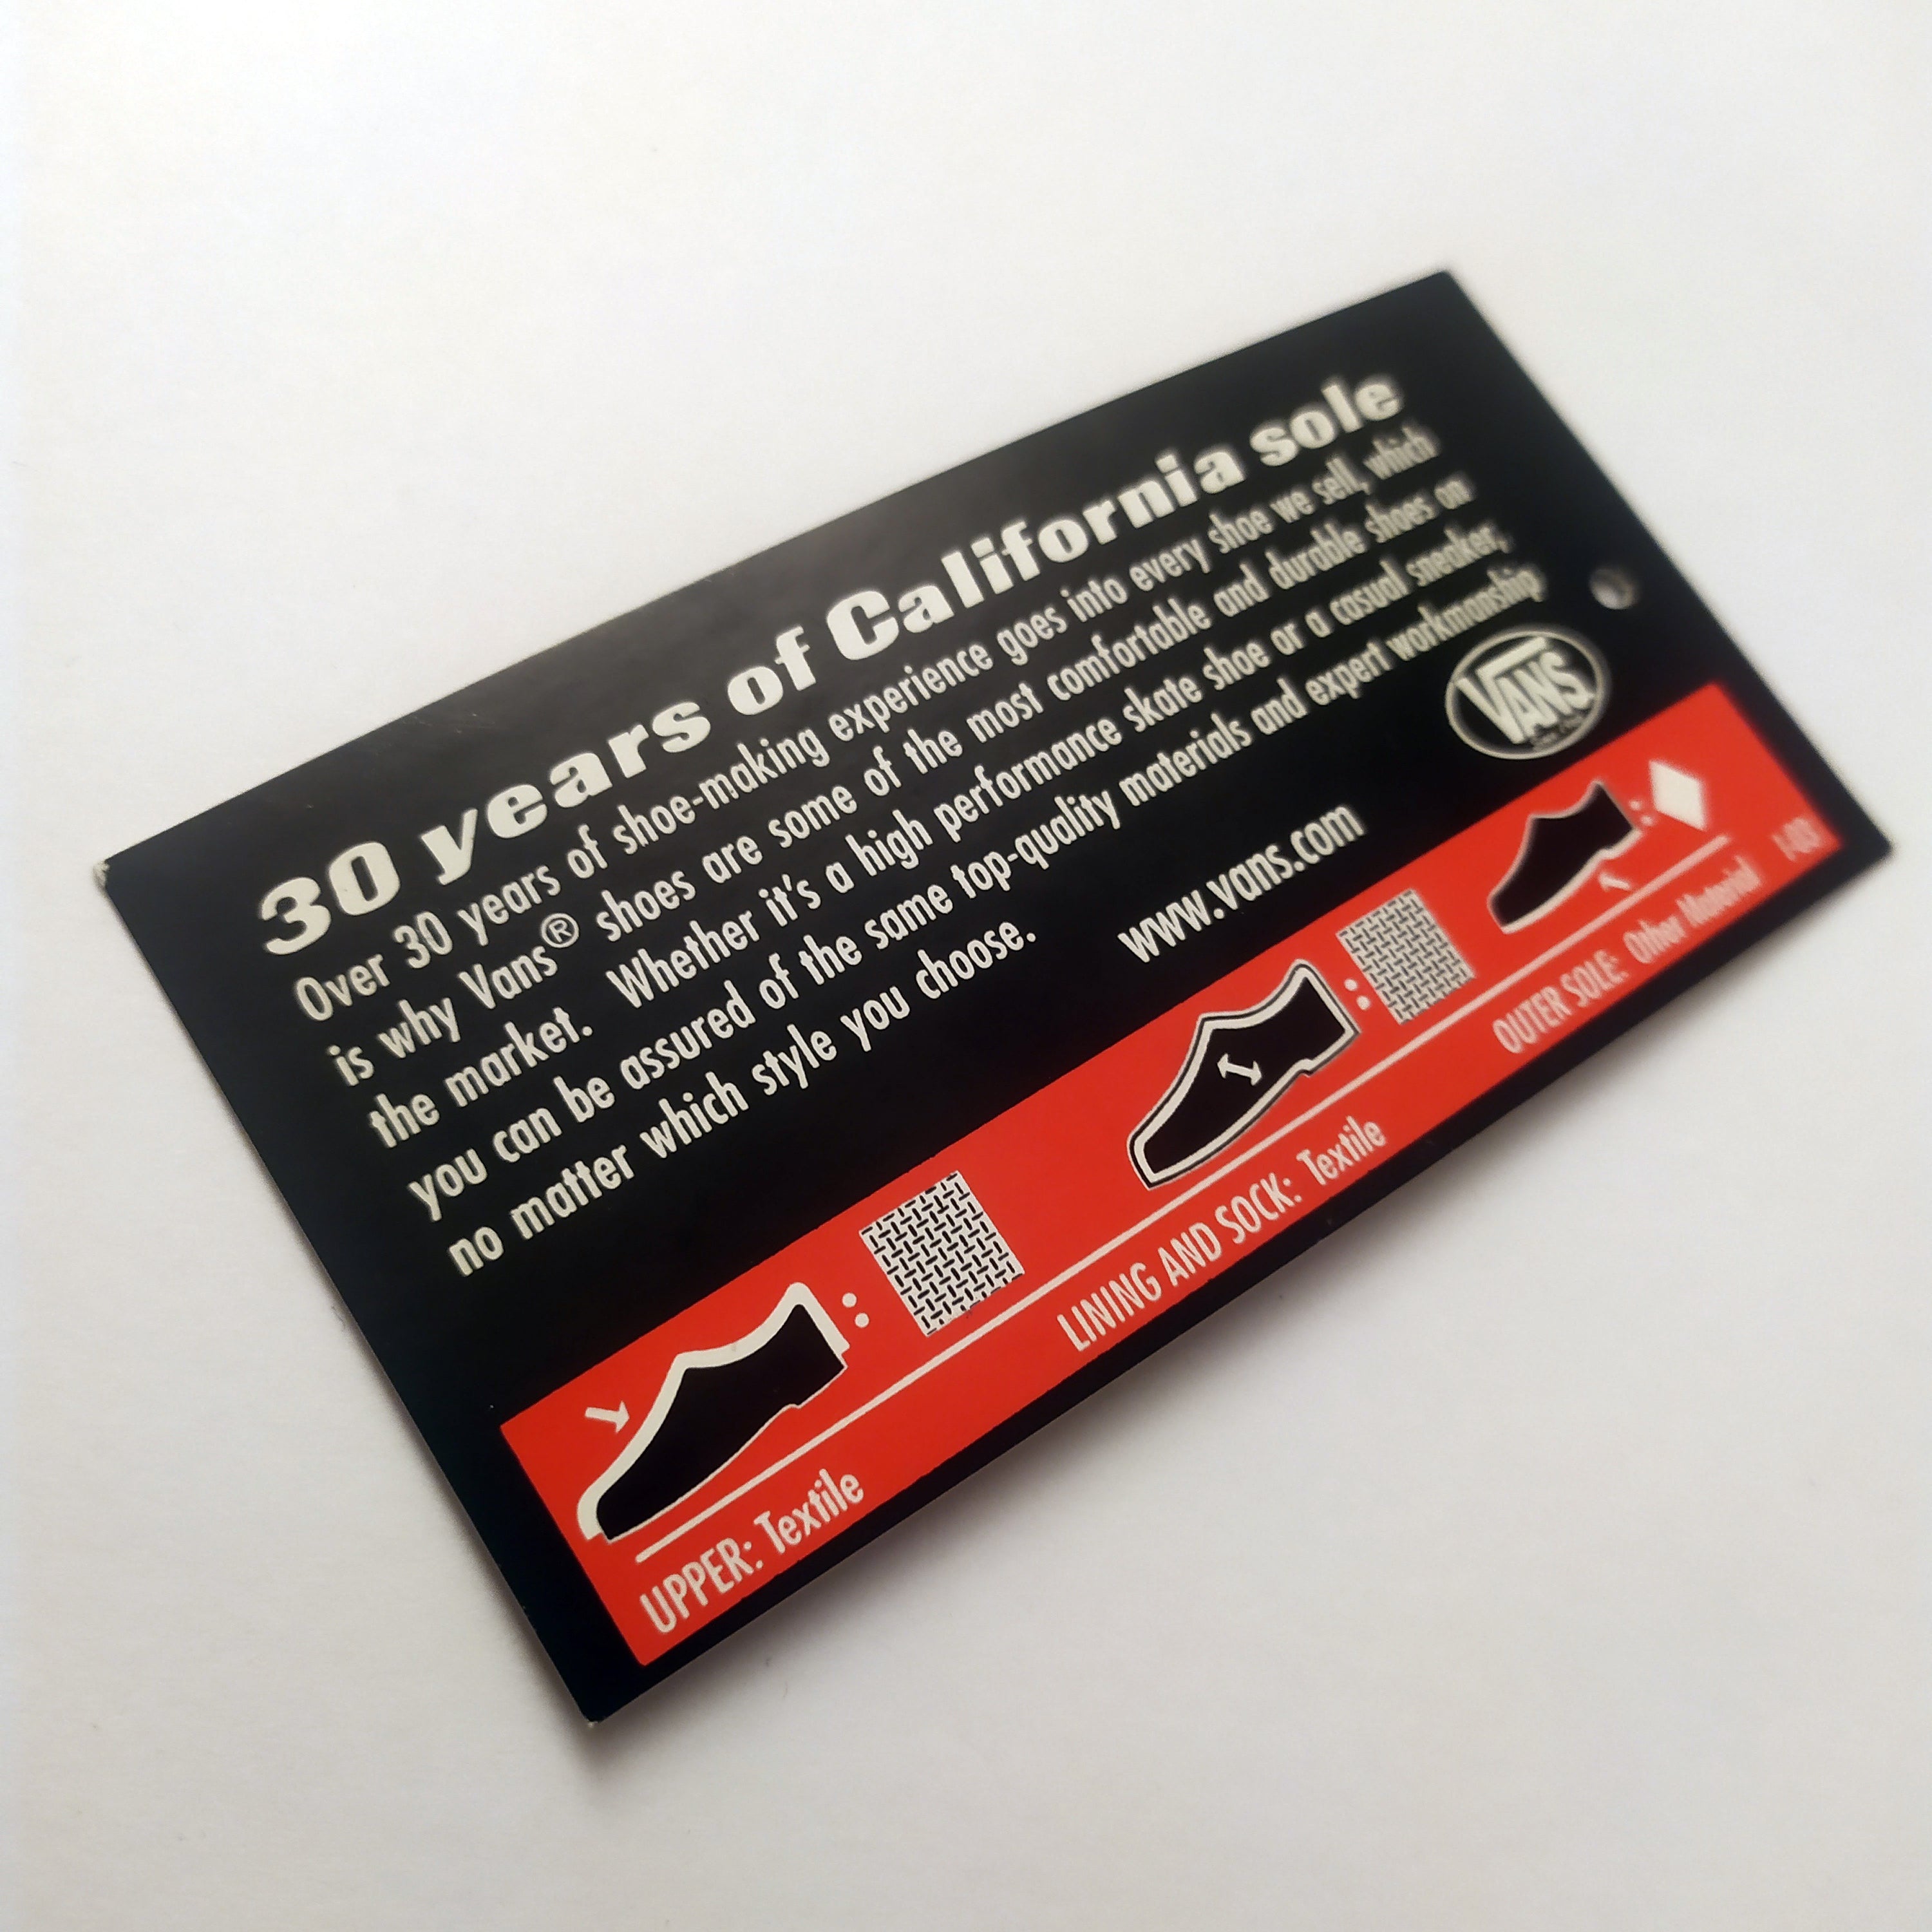 30 years of California sole
Over 30 years of shoe-making experience goes into every shoe we sell, which
is why Vans® shoes are some of the most comfortable and durable shoes on
the market. Whether it's a high performance skate shoe or a casual sneaker,
you can be assured of the same top-quality materials and expert workmanship
no matter which style you choose.
www.vans.com
VANS
UPPER: Textile
LINING AND SOCK: Textile
OUTER SOLE: Other Material